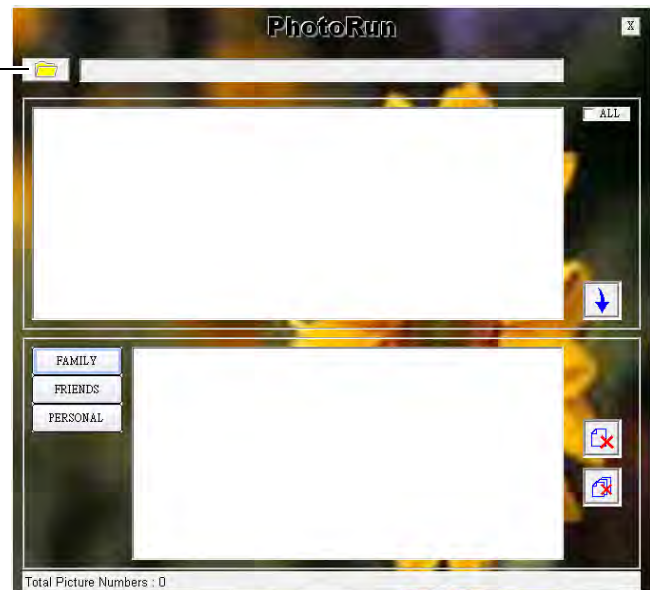 PhotoRun
X
ALL
FAMILY
FRIENDS
PERSONAL
Total Picture Numbers : 0